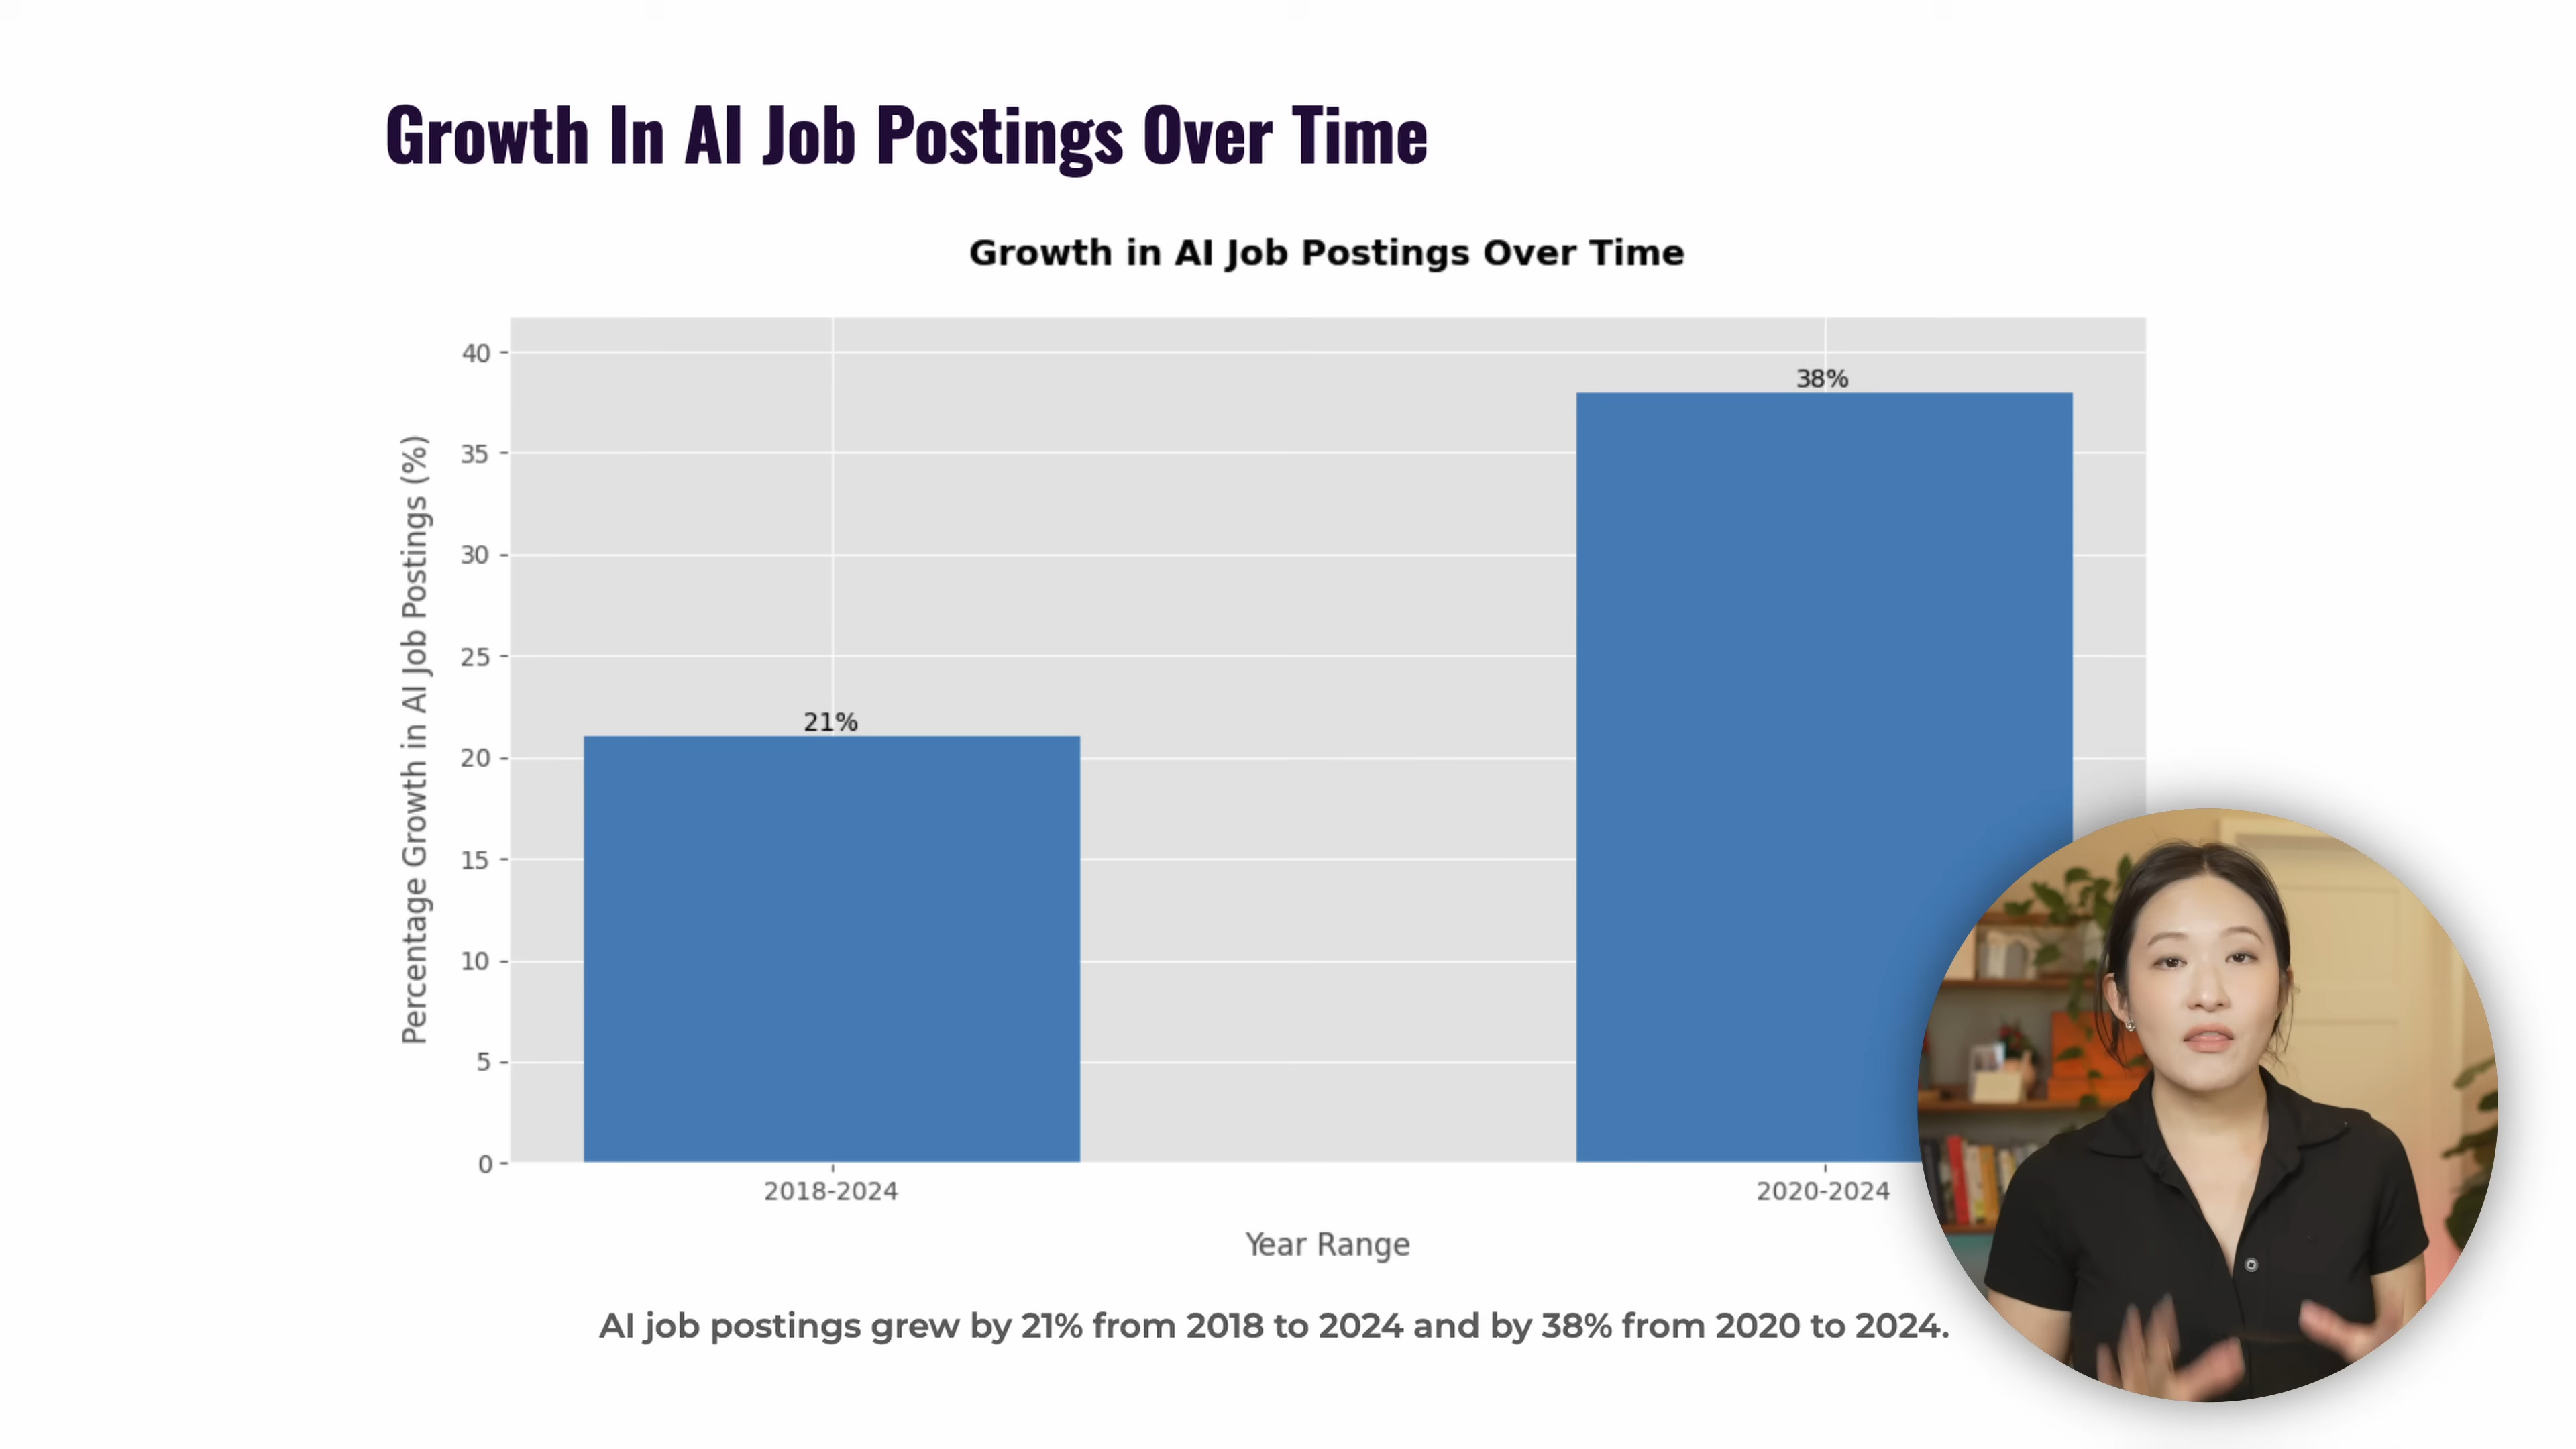 Growth In AI Job Postings Over Time
Growth in AI Job Postings Over Time
Percentage Growth in AI Job Postings (%)
40
35
30
25
20
15
10
5
0
38%
21%
2018-2024
2020-2024
Year Range
AI job postings grew by 21% from 2018 to 2024 and by 38% from 2020 to 2024.